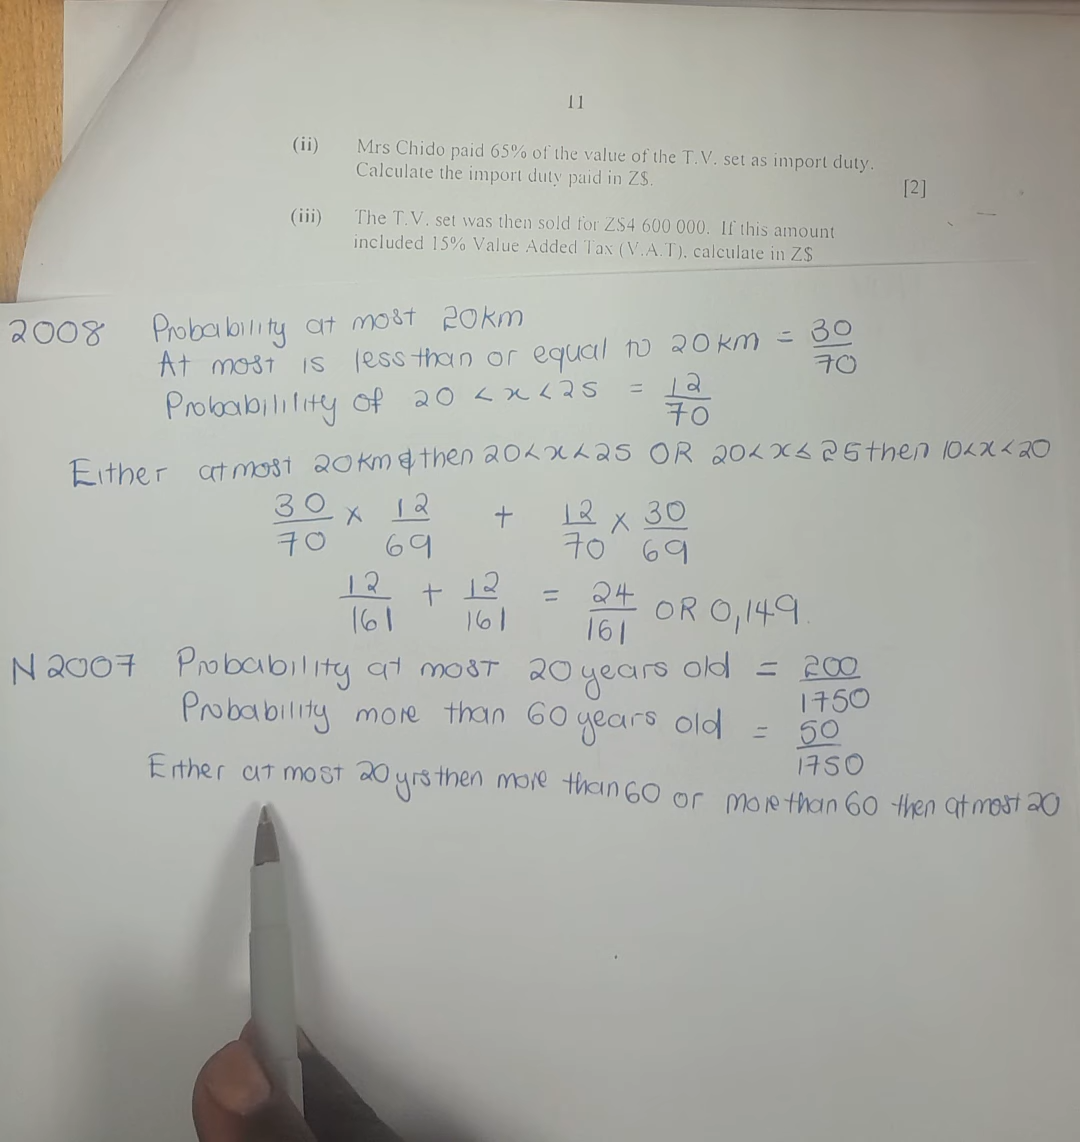 11
(ii) Mrs Chido paid 65% of the value of the T.V. set as import duty.
Calculate the import duty paid in Z$.
[2]
(iii) The T.V. set was then sold for Z$4 600 000. If this amount
included 15% Value Added Tax (V.A.T). calculate in Z$
2008 Probability at most 20km
At most is less than or equal to 20km = 30/70
Probabilility of 20 < x < 25 = 12/70
Either at most 20km & then 20<x<25 OR 20<x≤25 then 10<x<20
30/70 × 12/69 + 12/70 × 30/69
12/161 + 12/161 = 24/161 OR 0,149.
N2007 Probability at most 20 years old = 200/1750
Probability more than 60 years old = 50/1750
Either at most 20 yrs then more than 60 or more than 60 then at most 20